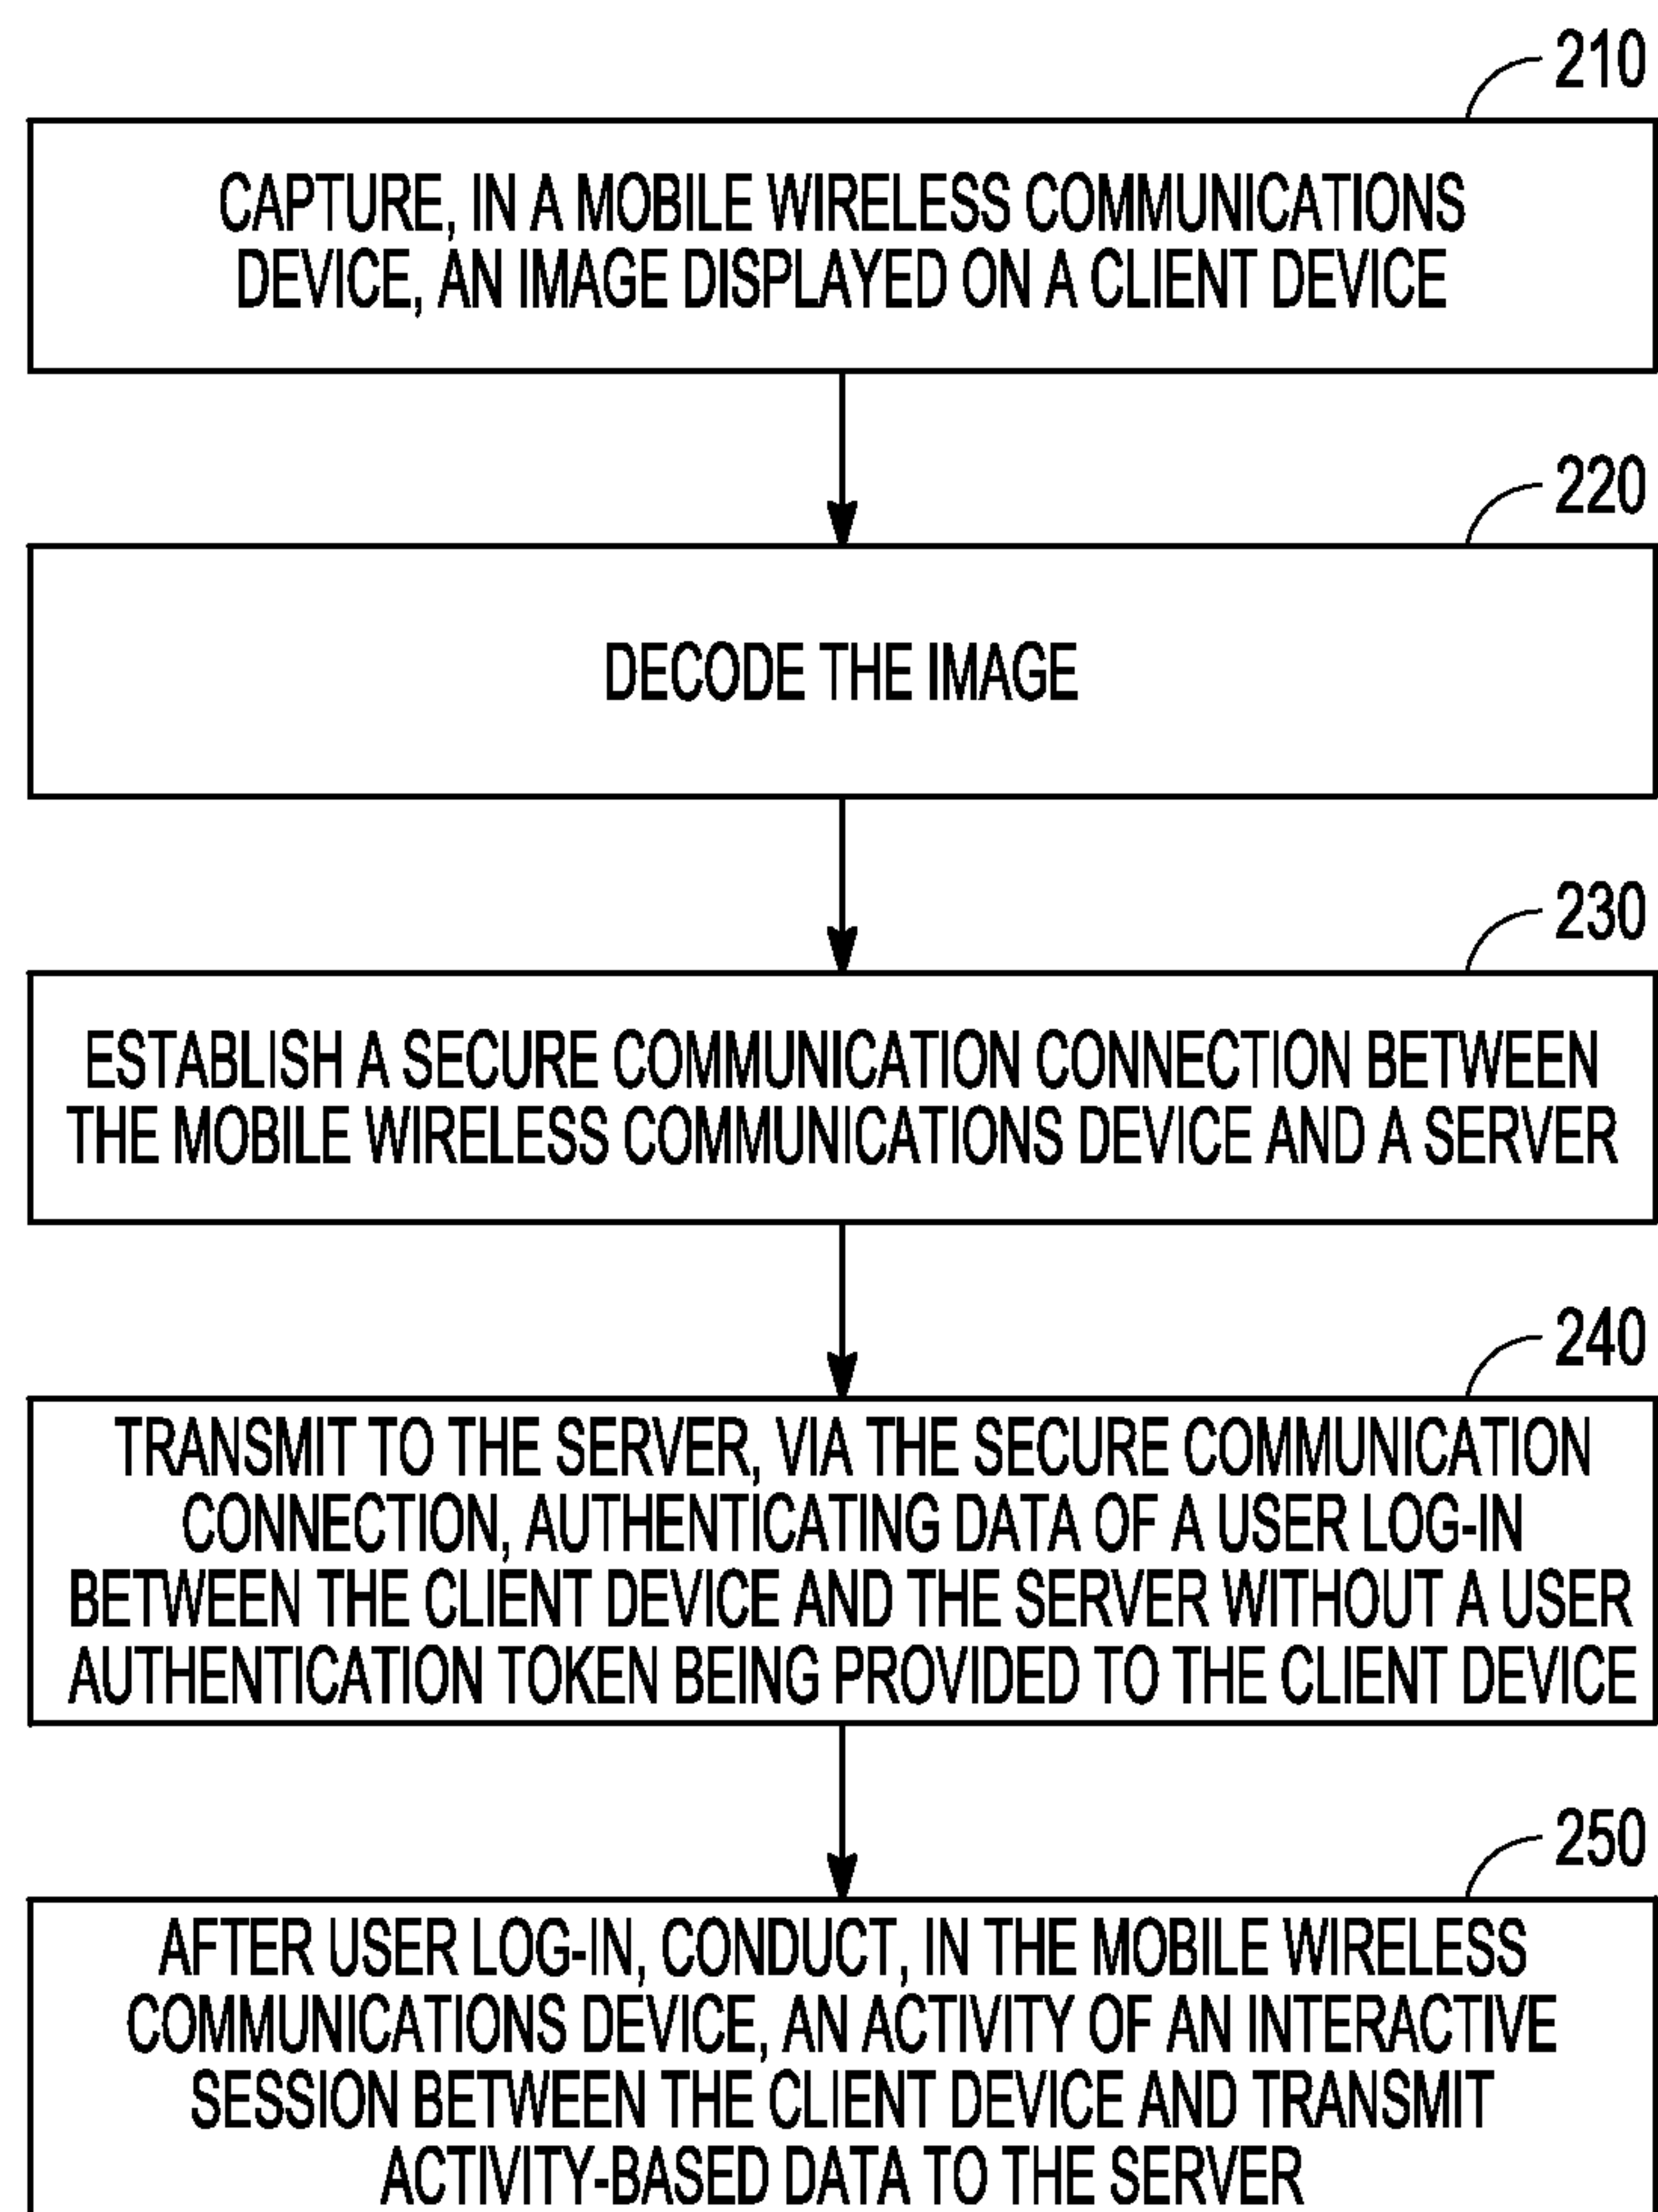 210
CAPTURE, IN A MOBILE WIRELESS COMMUNICATIONS
DEVICE, AN IMAGE DISPLAYED ON A CLIENT DEVICE
220
DECODE THE IMAGE
230
ESTABLISH A SECURE COMMUNICATION CONNECTION BETWEEN
THE MOBILE WIRELESS COMMUNICATIONS DEVICE AND A SERVER
240
TRANSMIT TO THE SERVER, VIA THE SECURE COMMUNICATION
CONNECTION, AUTHENTICATING DATA OF A USER LOG-IN
BETWEEN THE CLIENT DEVICE AND THE SERVER WITHOUT A USER
AUTHENTICATION TOKEN BEING PROVIDED TO THE CLIENT DEVICE
250
AFTER USER LOG-IN, CONDUCT, IN THE MOBILE WIRELESS
COMMUNICATIONS DEVICE, AN ACTIVITY OF AN INTERACTIVE
SESSION BETWEEN THE CLIENT DEVICE AND TRANSMIT
ACTIVITY-BASED DATA TO THE SERVER